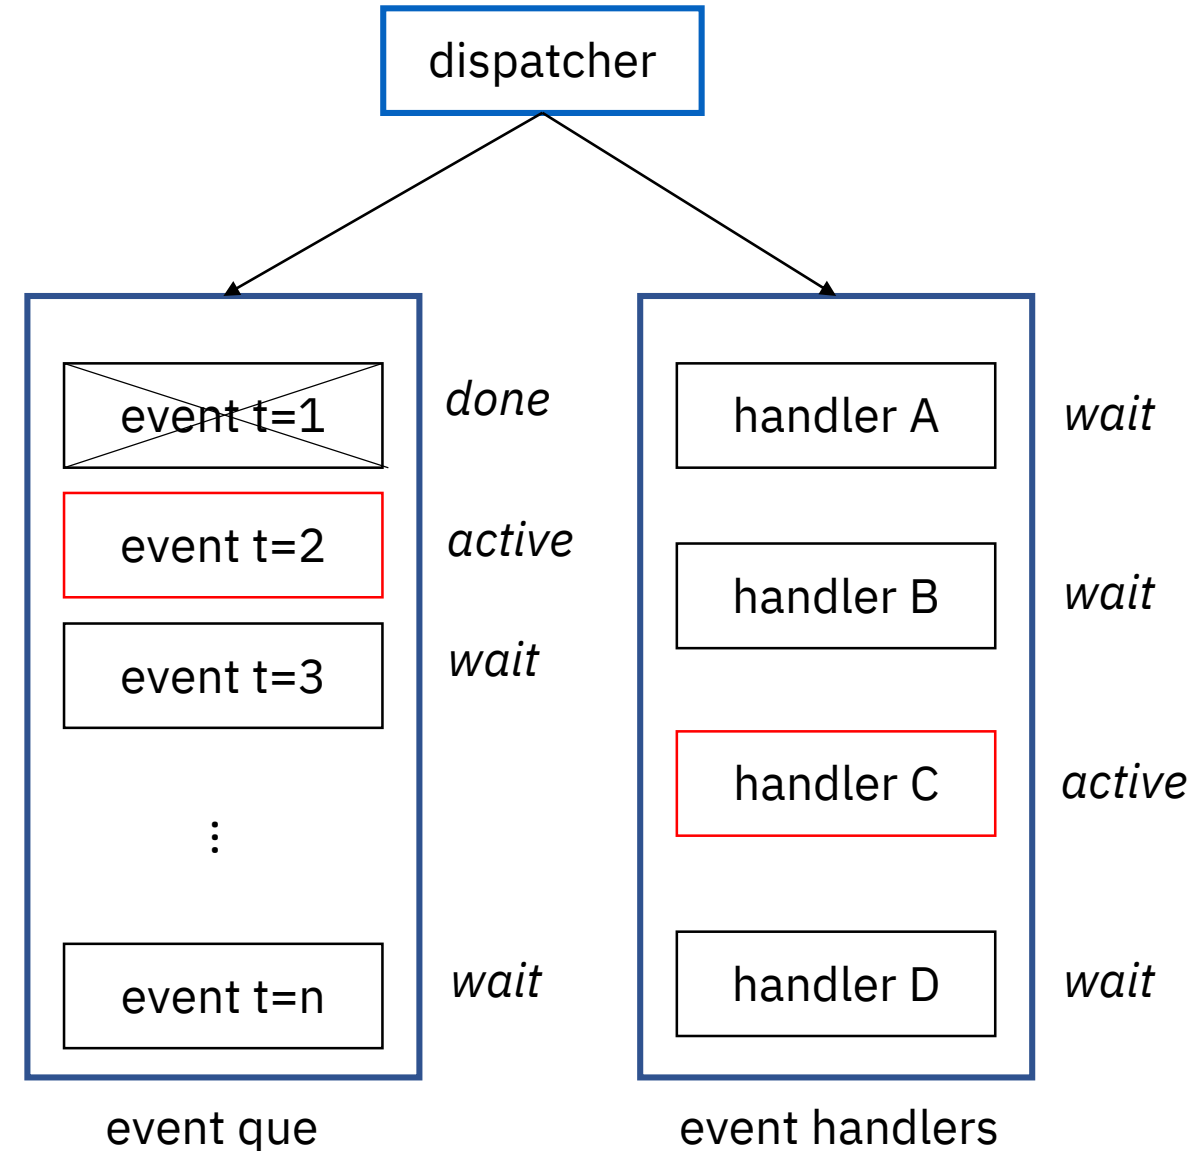 dispatcher
event t=1
done
event t=2
active
event t=3
wait
⋮
event t=n
wait
event que
handler A
wait
handler B
wait
handler C
active
handler D
wait
event handlers